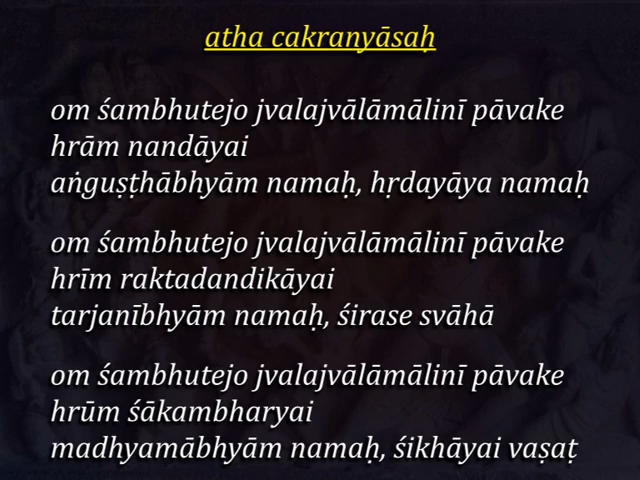 atha cakranyāsaḥ
om śambhutejo jvalajvālāmālinī pāvake
hrām nandāyai
aṅguṣṭhābhyām namaḥ, hṛdayāya namaḥ
om śambhutejo jvalajvālāmālinī pāvake
hrīm raktadandikāyai
tarjanībhyām namaḥ, śirase svāhā
om śambhutejo jvalajvālāmālinī pāvake
hrūm śākambharyai
madhyamābhyām namaḥ, śikhāyai vaṣaṭ